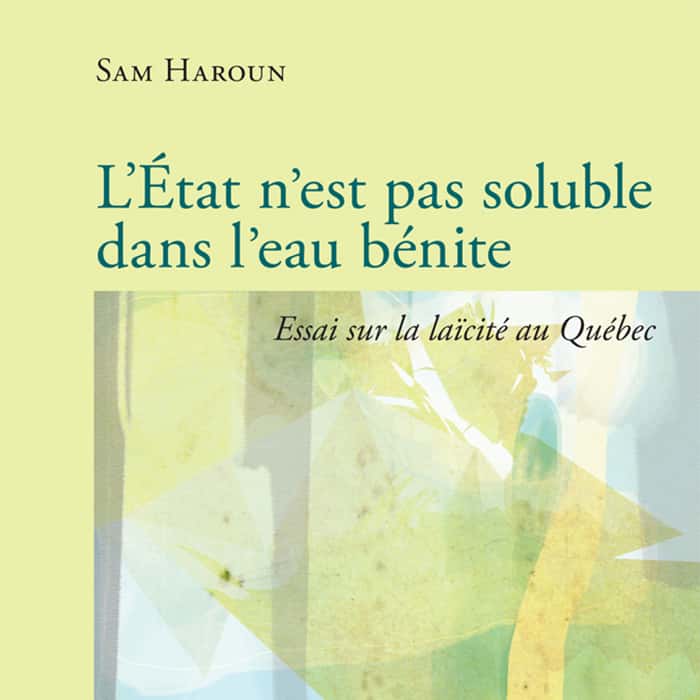 Sam Haroun
L'État n'est pas soluble
dans l'eau bénite
Essai sur la laïcité au Québec